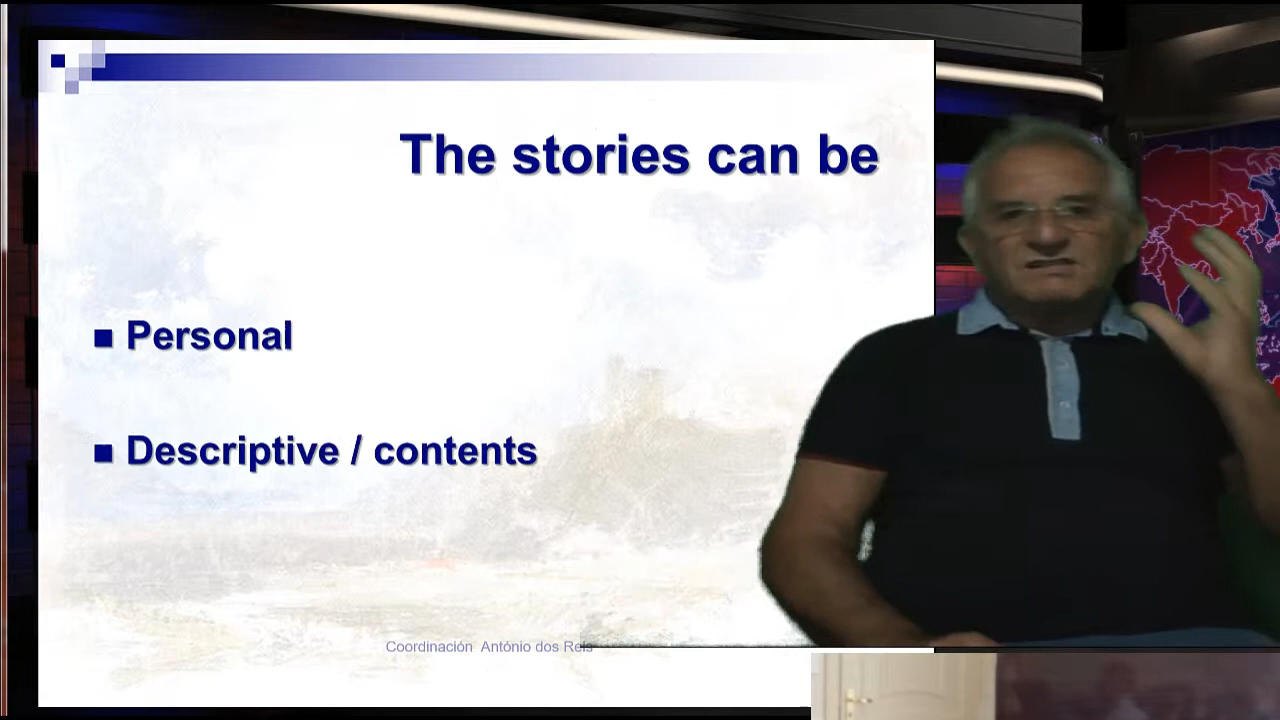 The stories can be
Personal
Descriptive / contents
Coordinación António dos Reis